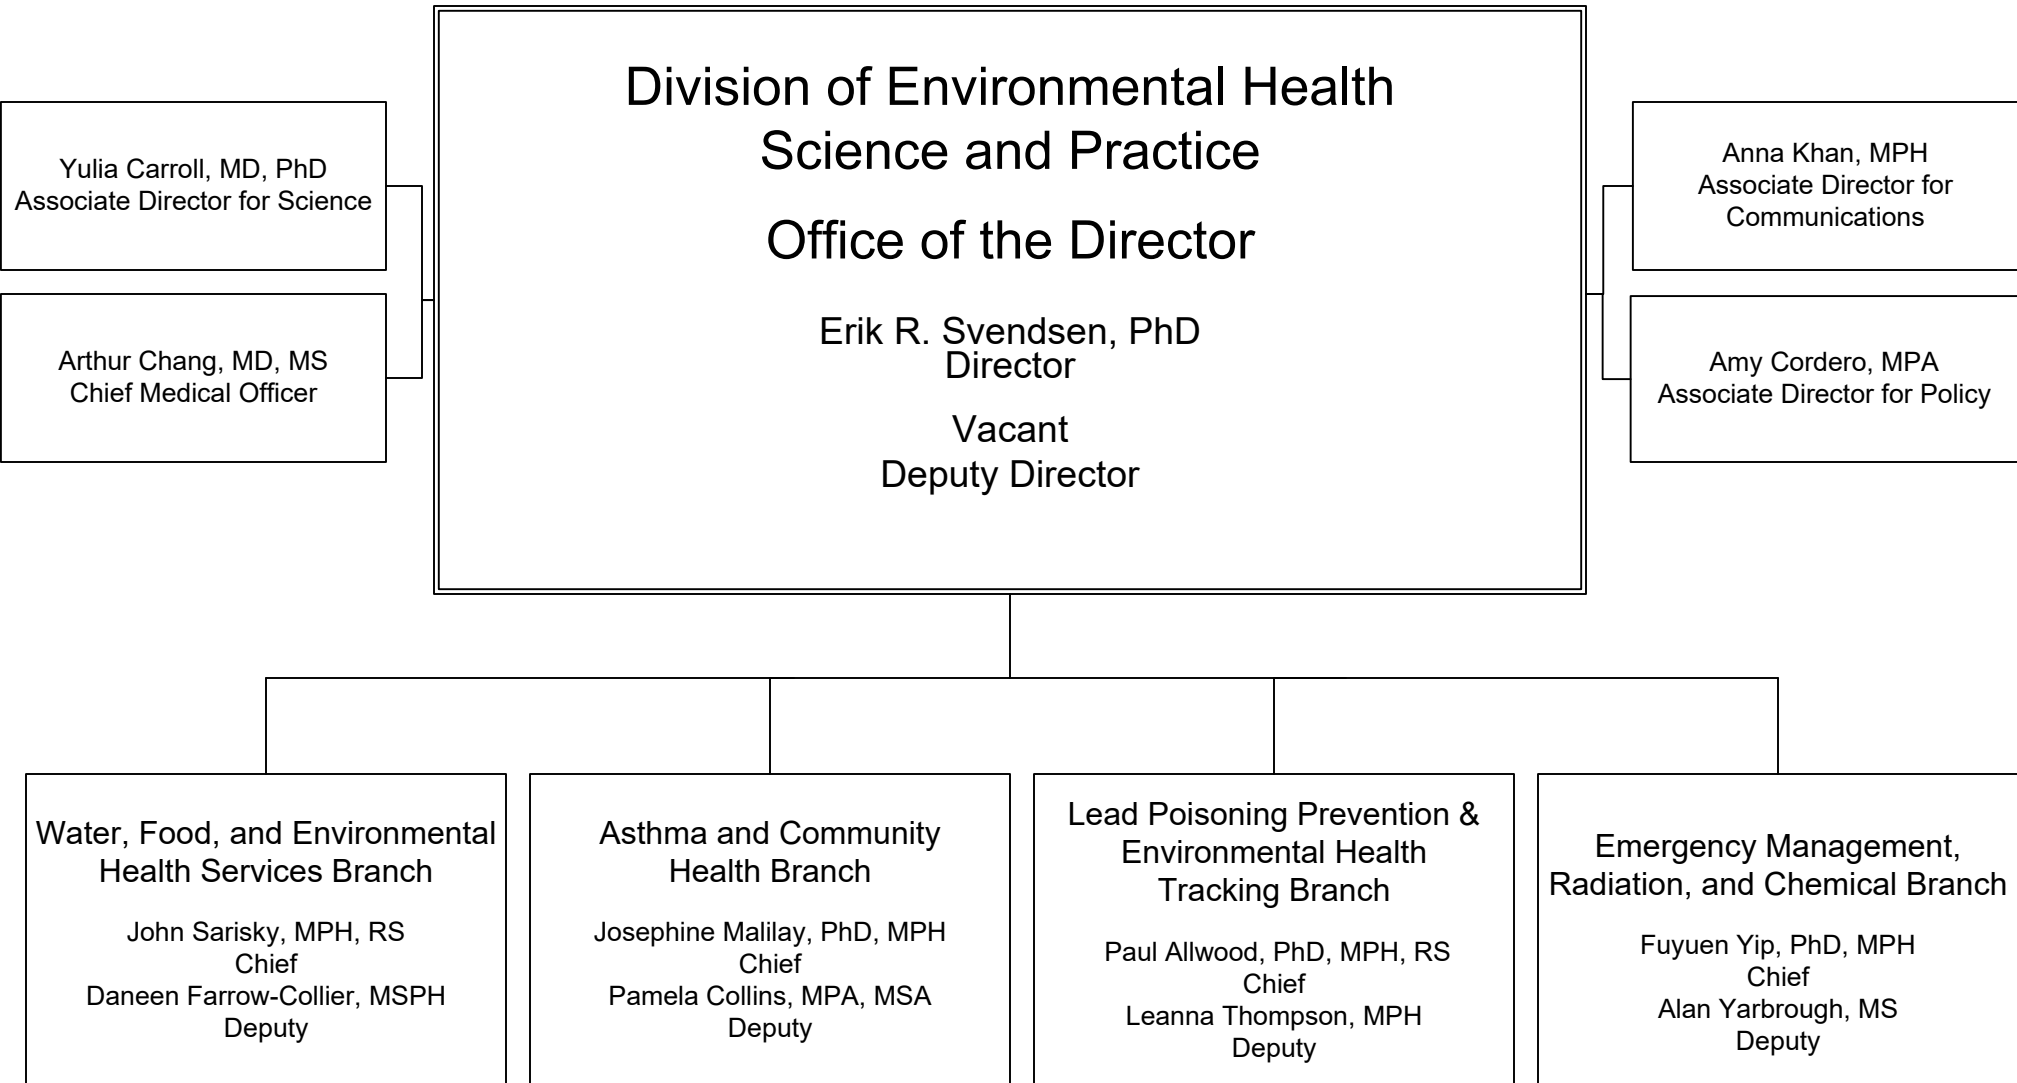 Division of Environmental Health
Science and Practice
Office of the Director
Erik R. Svendsen, PhD
Director
Vacant
Deputy Director
Yulia Carroll, MD, PhD
Associate Director for Science
Arthur Chang, MD, MS
Chief Medical Officer
Anna Khan, MPH
Associate Director for
Communications
Amy Cordero, MPA
Associate Director for Policy
Water, Food, and Environmental
Health Services Branch
John Sarisky, MPH, RS
Chief
Daneen Farrow-Collier, MSPH
Deputy
Asthma and Community
Health Branch
Josephine Malilay, PhD, MPH
Chief
Pamela Collins, MPA, MSA
Deputy
Lead Poisoning Prevention &
Environmental Health
Tracking Branch
Paul Allwood, PhD, MPH, RS
Chief
Leanna Thompson, MPH
Deputy
Emergency Management,
Radiation, and Chemical Branch
Fuyuen Yip, PhD, MPH
Chief
Alan Yarbrough, MS
Deputy